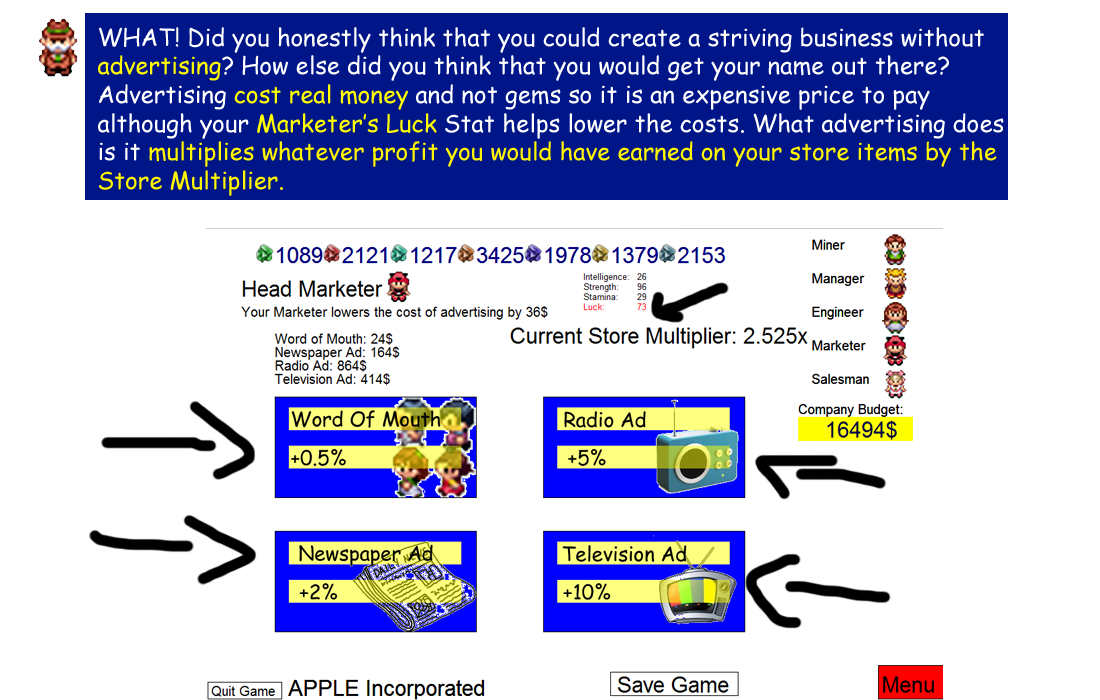 WHAT! Did you honestly think that you could create a striving business without
advertising? How else did you think that you would get your name out there?
Advertising cost real money and not gems so it is an expensive price to pay
although your Marketer's Luck Stat helps lower the costs. What advertising does
is it multiplies whatever profit you would have earned on your store items by the
Store Multiplier.
1089 2121 1217 3425 1978 1379 2153
Head Marketer
Your Marketer lowers the cost of advertising by 36$
Intelligence: 26
Strength: 96
Stamina: 29
Luck: 73
Current Store Multiplier: 2.525x
Word of Mouth: 24$
Newspaper Ad: 164$
Radio Ad: 864$
Television Ad: 414$
Miner
Manager
Engineer
Marketer
Salesman
Company Budget:
16494$
Word Of Mouth
+0.5%
Radio Ad
+5%
Newspaper Ad
+2%
Television Ad
+10%
Quit Game
APPLE Incorporated
Save Game
Menu